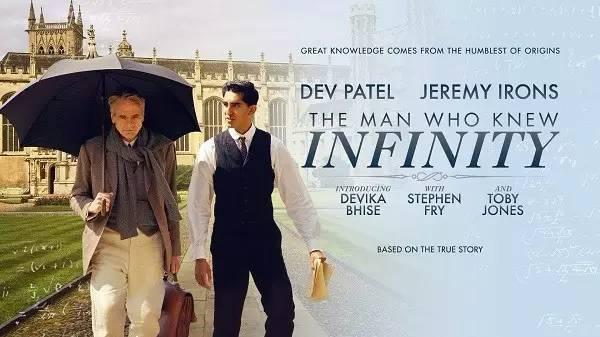 GREAT KNOWLEDGE COMES FROM THE HUMBLEST OF ORIGINS
DEV PATEL JEREMY IRONS
THE MAN WHO KNEW
INFINITY
INTRODUCING DEVIKA BHISE
WITH STEPHEN FRY
AND TOBY JONES
BASED ON THE TRUE STORY